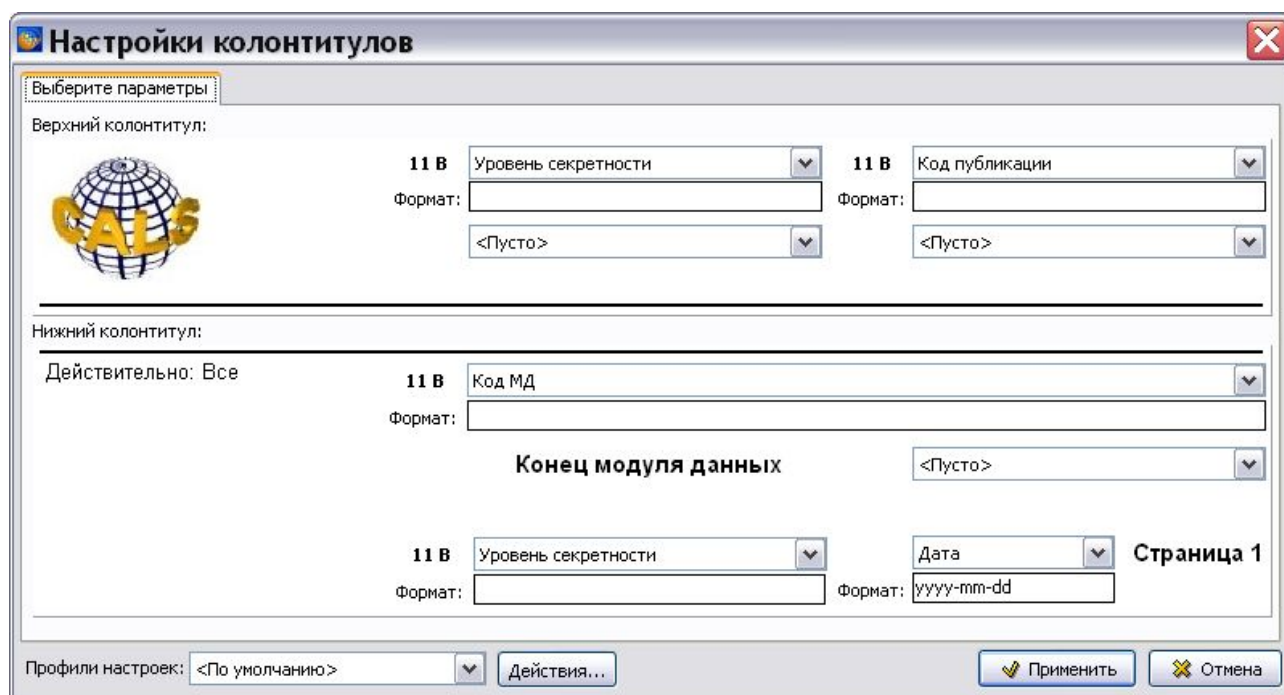 Настройки колонтитулов
Выберите параметры
Верхний колонтитул:
CALS
11 В Уровень секретности 11 В Код публикации
Формат: Формат:
<Пусто> <Пусто>
Нижний колонтитул:
Действительно: Все
11 В Код МД
Формат:
Конец модуля данных <Пусто>
11 В Уровень секретности Дата Страница 1
Формат: Формат: yyyy-mm-dd
Профили настроек: <По умолчанию> Действия... Применить Отмена